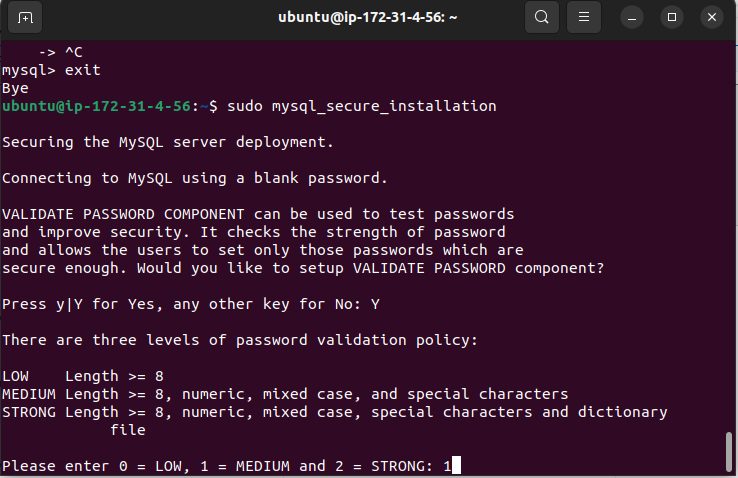 ubuntu@ip-172-31-4-56: ~
-> ^C
mysql> exit
Bye
ubuntu@ip-172-31-4-56:~$ sudo mysql_secure_installation
Securing the MySQL server deployment.
Connecting to MySQL using a blank password.
VALIDATE PASSWORD COMPONENT can be used to test passwords
and improve security. It checks the strength of password
and allows the users to set only those passwords which are
secure enough. Would you like to setup VALIDATE PASSWORD component?
Press y|Y for Yes, any other key for No: Y
There are three levels of password validation policy:
LOW    Length >= 8
MEDIUM Length >= 8, numeric, mixed case, and special characters
STRONG Length >= 8, numeric, mixed case, special characters and dictionary
file
Please enter 0 = LOW, 1 = MEDIUM and 2 = STRONG: 1